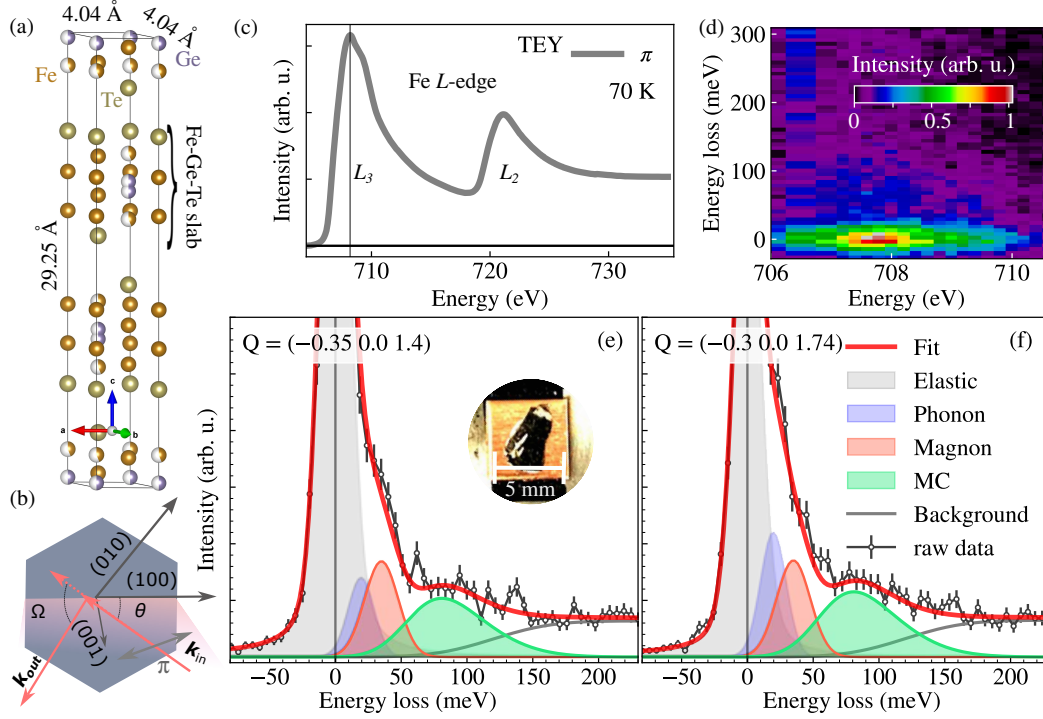 (a)
4.04 Å
4.04 Å
Ge
Fe
Te
Fe-Ge-Te slab
29.25 Å
c
a
b
(b)
(010)
(100)
Ω
θ
(001)
k_out
k_in
π
(c)
TEY
π
Fe L-edge
70 K
L₃
L₂
Intensity (arb. u.)
710
720
730
Energy (eV)
(d)
300
200
100
0
Energy loss (meV)
Intensity (arb. u.)
0
0.5
1
706
708
710
Energy (eV)
Q = (−0.35 0.0 1.4)
(e)
5 mm
Intensity (arb. u.)
−50
0
50
100
150
200
Energy loss (meV)
Q = (−0.3 0.0 1.74)
(f)
Fit
Elastic
Phonon
Magnon
MC
Background
raw data
−50
0
50
100
150
200
Energy loss (meV)